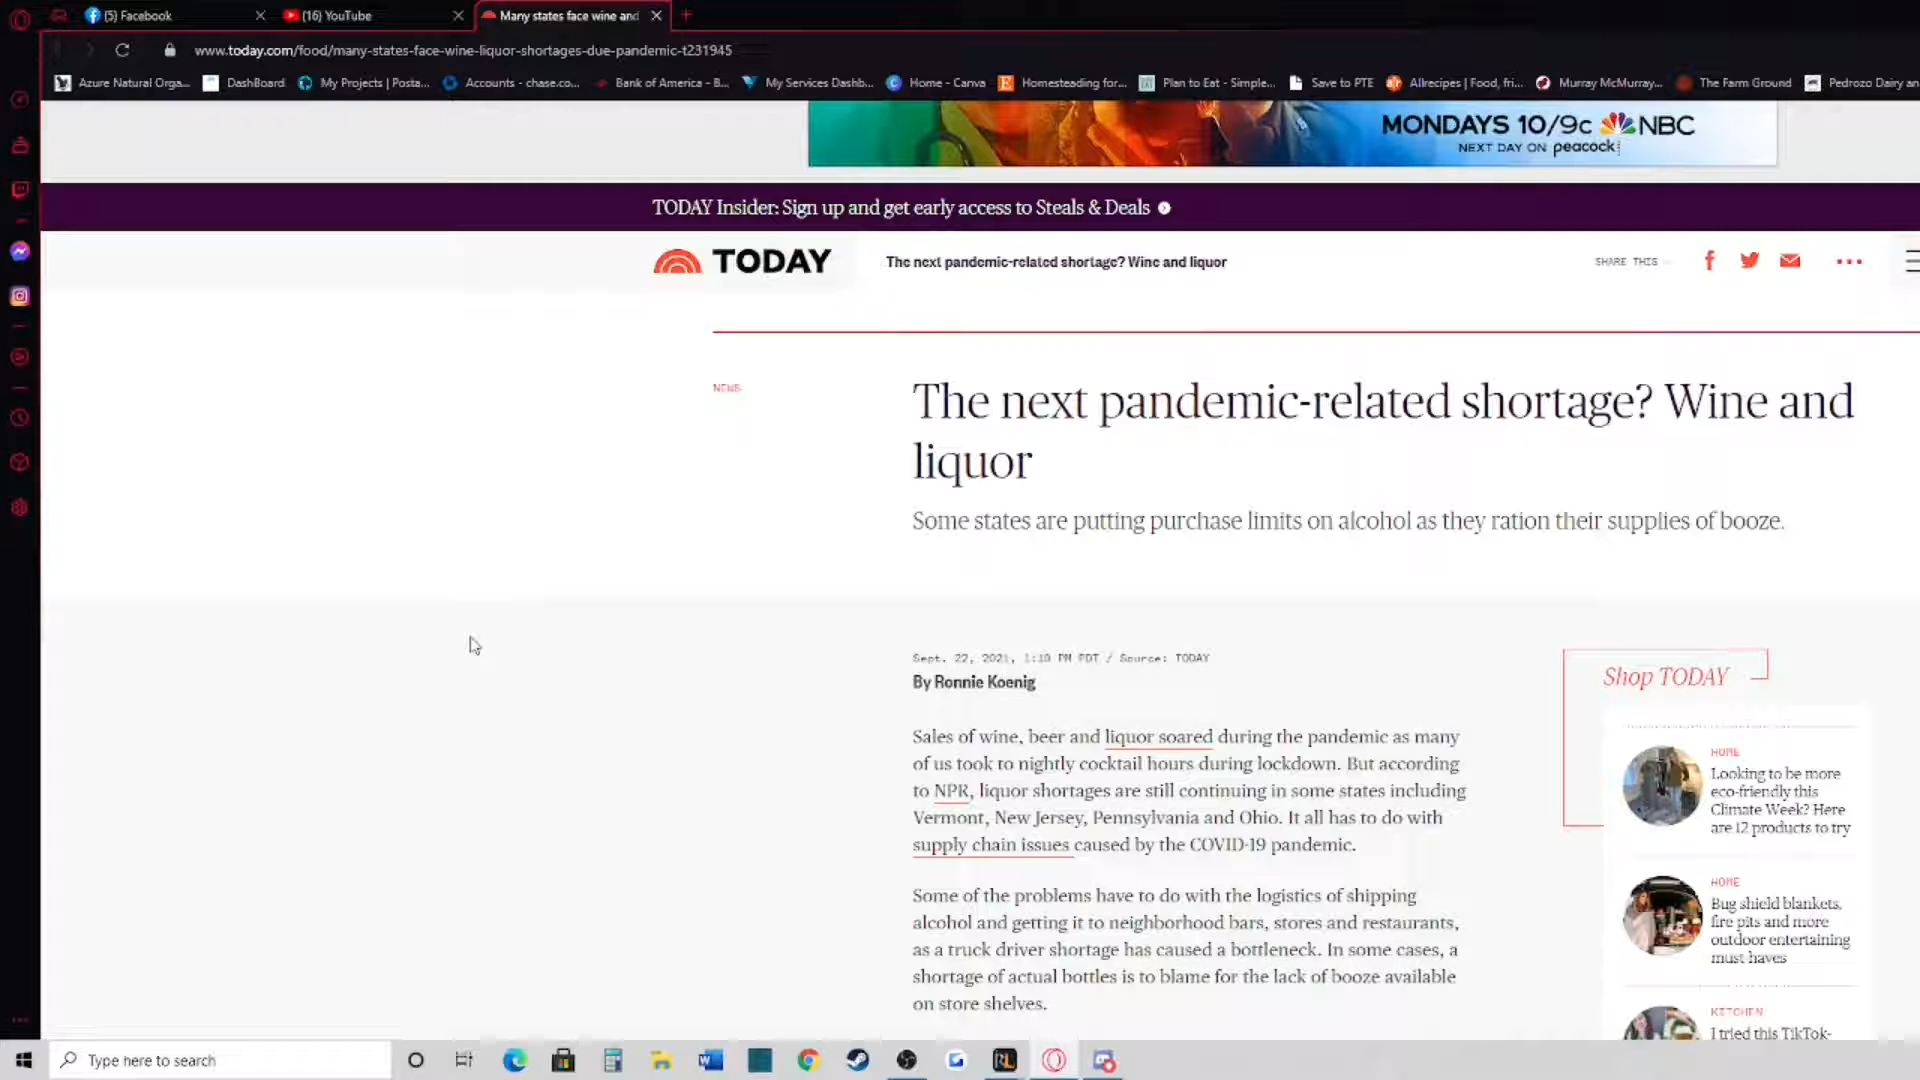 (5) Facebook
(16) YouTube
Many states face wine and
www.today.com/food/many-states-face-wine-liquor-shortages-due-pandemic-t231945
Azure Natural Orga...
DashBoard
My Projects | Posta...
Accounts - chase.co...
Bank of America - B...
My Services Dashb...
Home - Canva
Homesteading for...
Plan to Eat - Simple...
Save to PTE
Allrecipes | Food, fri...
Murray McMurray...
The Farm Ground
Pedrozo Dairy an
MONDAYS 10/9c NBC
NEXT DAY ON peacock
TODAY Insider: Sign up and get early access to Steals & Deals
TODAY
The next pandemic-related shortage? Wine and liquor
SHARE THIS
NEWS
The next pandemic-related shortage? Wine and
liquor
Some states are putting purchase limits on alcohol as they ration their supplies of booze.
Sept. 22, 2021, 1:10 PM PDT / Source: TODAY
By Ronnie Koenig
Sales of wine, beer and liquor soared during the pandemic as many
of us took to nightly cocktail hours during lockdown. But according
to NPR, liquor shortages are still continuing in some states including
Vermont, New Jersey, Pennsylvania and Ohio. It all has to do with
supply chain issues caused by the COVID-19 pandemic.
Some of the problems have to do with the logistics of shipping
alcohol and getting it to neighborhood bars, stores and restaurants,
as a truck driver shortage has caused a bottleneck. In some cases, a
shortage of actual bottles is to blame for the lack of booze available
on store shelves.
Shop TODAY
HOME
Looking to be more
eco-friendly this
Climate Week? Here
are 12 products to try
HOME
Bug shield blankets,
fire pits and more
outdoor entertaining
must haves
KITCHEN
I tried this TikTok-
Type here to search